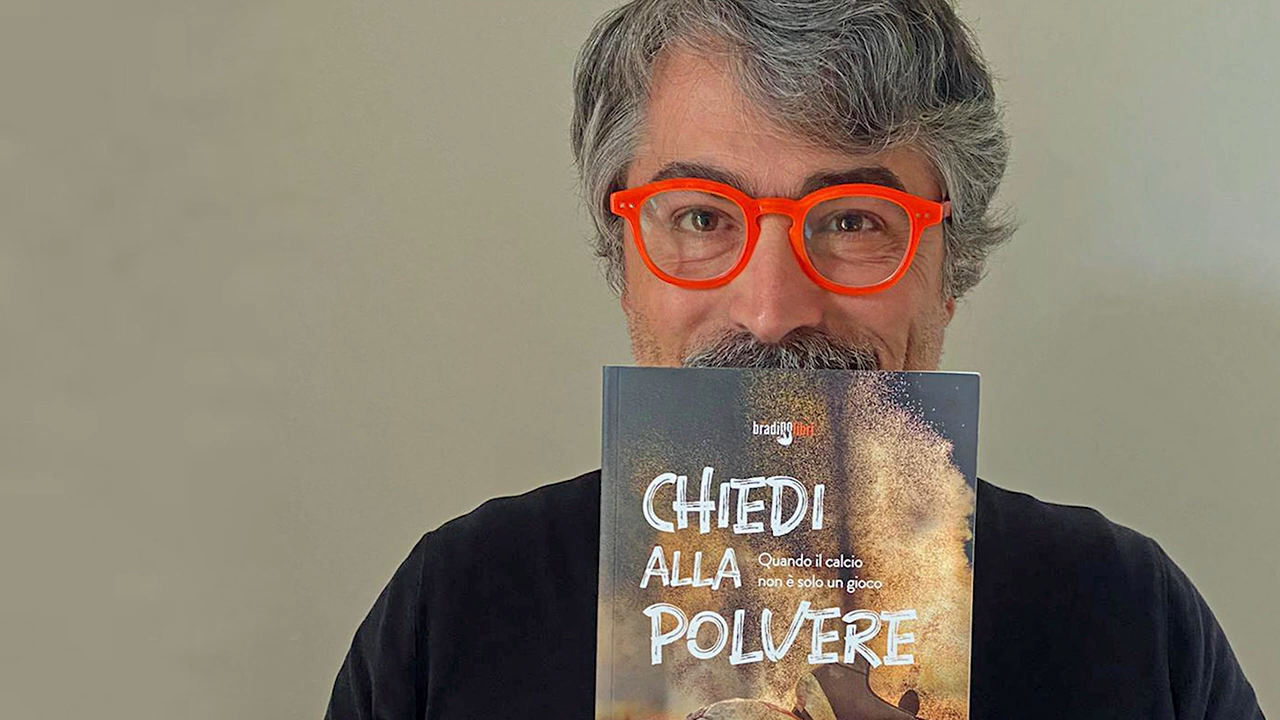 bradipolibri
CHIEDI
ALLA
Quando il calcio
non è solo un gioco
POLVERE